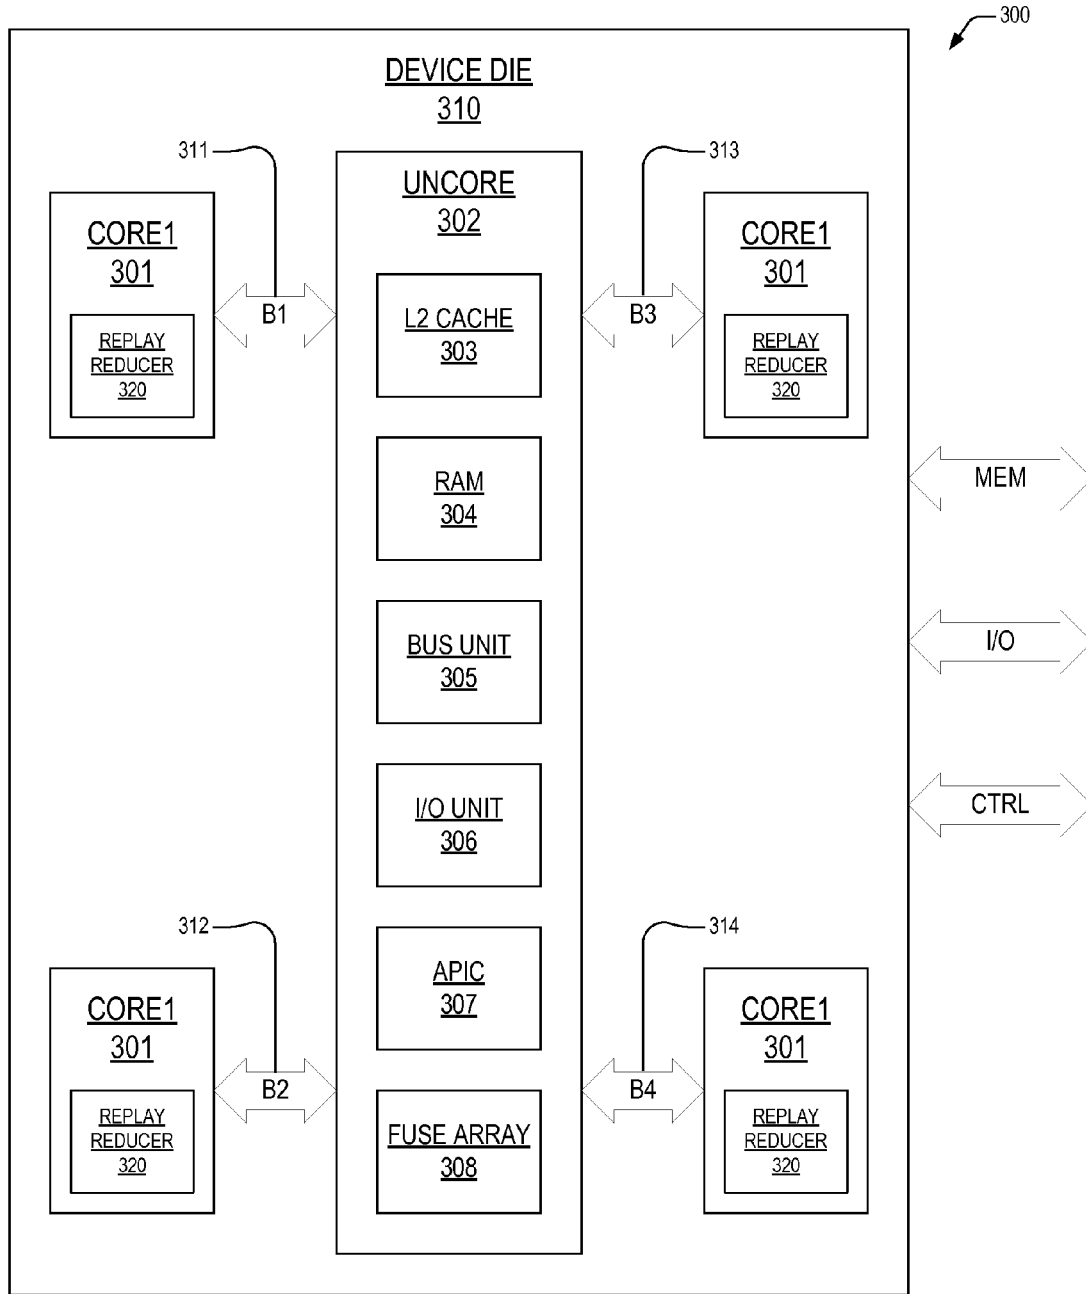 300
DEVICE DIE
310
311
313
UNCORE
302
CORE1
301
REPLAY
REDUCER
320
B1
L2 CACHE
303
B3
CORE1
301
REPLAY
REDUCER
320
RAM
304
MEM
BUS UNIT
305
I/O
I/O UNIT
306
CTRL
312
314
APIC
307
CORE1
301
REPLAY
REDUCER
320
B2
FUSE ARRAY
308
B4
CORE1
301
REPLAY
REDUCER
320